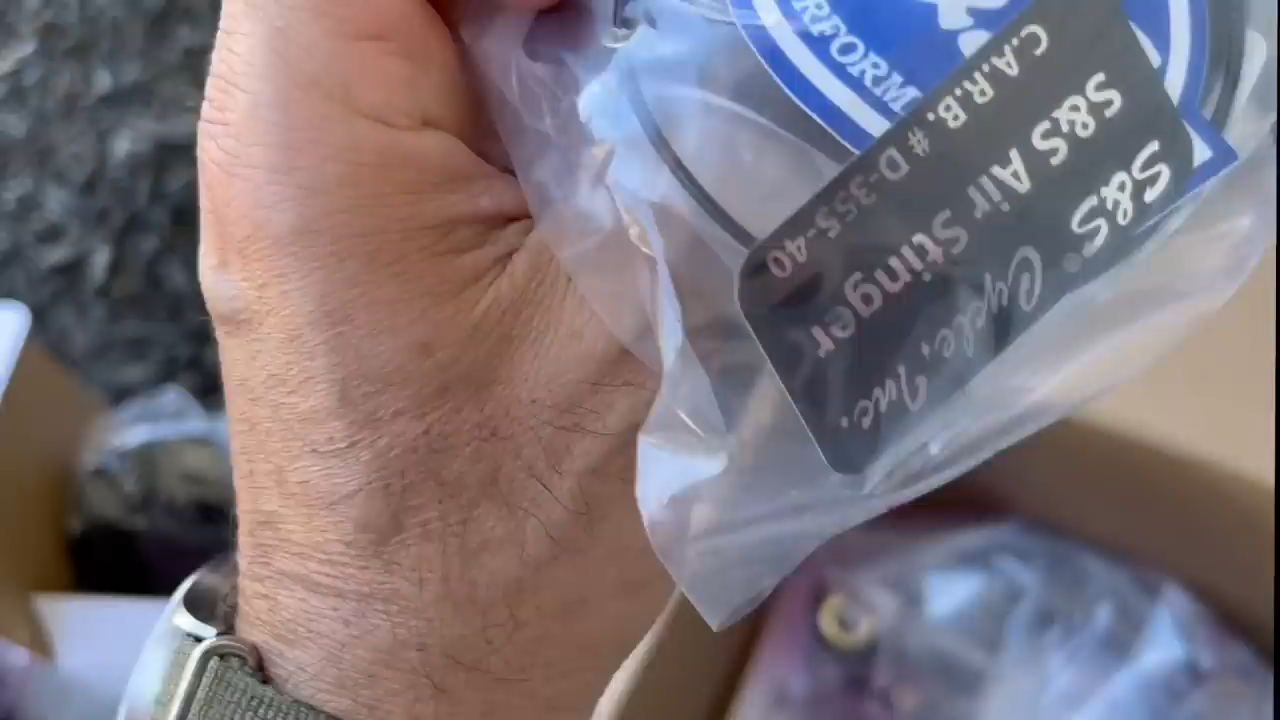 S&S® Cycle, Inc.
S&S Air Stinger
C.A.R.B. # D-355-40
RFORM